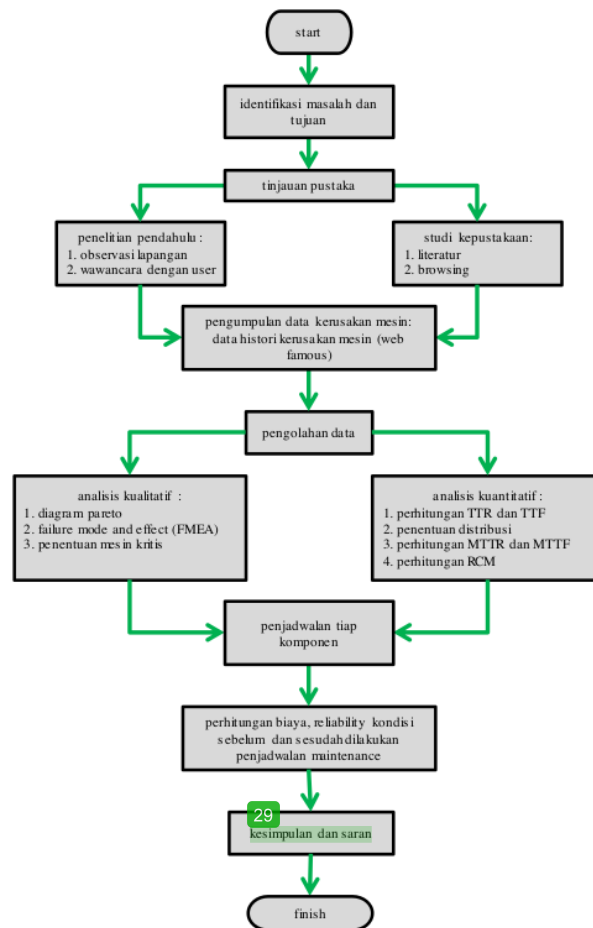 start
identifikasi masalah dan
tujuan
tinjauan pustaka
penelitian pendahulu :
1. observasi lapangan
2. wawancara dengan user
studi kepustakaan:
1. literatur
2. browsing
pengumpulan data kerusakan mesin:
data histori kerusakan mesin (web
famous)
pengolahan data
analisis kualitatif :
1. diagram pareto
2. failure mode and effect (FMEA)
3. penentuan mesin kritis
analisis kuantitatif :
1. perhitungan TTR dan TTF
2. penentuan distribusi
3. perhitungan MTTR dan MTTF
4. perhitungan RCM
penjadwalan tiap
komponen
perhitungan biaya, reliability kondisi
sebelum dan sesudah dilakukan
penjadwalan maintenance
29
kesimpulan dan saran
finish